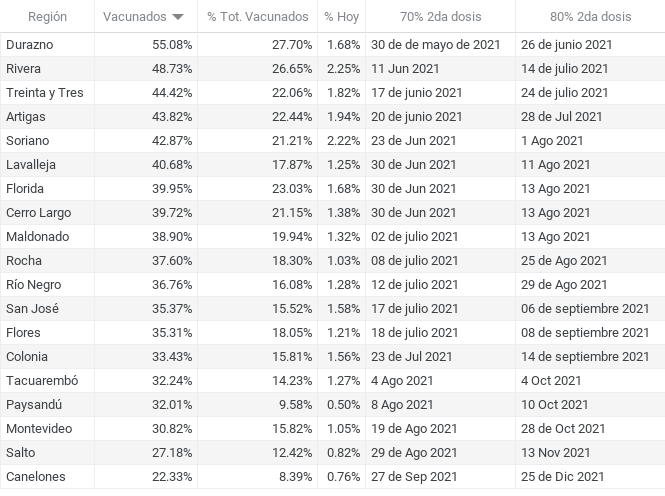 Región Vacunados % Tot. Vacunados % Hoy 70% 2da dosis 80% 2da dosis
Durazno 55.08% 27.70% 1.68% 30 de de mayo de 2021 26 de junio 2021
Rivera 48.73% 26.65% 2.25% 11 Jun 2021 14 de julio 2021
Treinta y Tres 44.42% 22.06% 1.82% 17 de junio 2021 24 de julio 2021
Artigas 43.82% 22.44% 1.94% 20 de junio 2021 28 de Jul 2021
Soriano 42.87% 21.21% 2.22% 23 de Jun 2021 1 Ago 2021
Lavalleja 40.68% 17.87% 1.25% 30 de Jun 2021 11 Ago 2021
Florida 39.95% 23.03% 1.68% 30 de Jun 2021 13 Ago 2021
Cerro Largo 39.72% 21.15% 1.38% 30 de Jun 2021 13 Ago 2021
Maldonado 38.90% 19.94% 1.32% 02 de julio 2021 13 Ago 2021
Rocha 37.60% 18.30% 1.03% 08 de julio 2021 25 de Ago 2021
Río Negro 36.76% 16.08% 1.28% 12 de julio 2021 29 de Ago 2021
San José 35.37% 15.52% 1.58% 17 de julio 2021 06 de septiembre 2021
Flores 35.31% 18.05% 1.21% 18 de julio 2021 08 de septiembre 2021
Colonia 33.43% 15.81% 1.56% 23 de Jul 2021 14 de septiembre 2021
Tacuarembó 32.24% 14.23% 1.27% 4 Ago 2021 4 Oct 2021
Paysandú 32.01% 9.58% 0.50% 8 Ago 2021 10 Oct 2021
Montevideo 30.82% 15.82% 1.05% 19 de Ago 2021 28 de Oct 2021
Salto 27.18% 12.42% 0.82% 29 de Ago 2021 13 Nov 2021
Canelones 22.33% 8.39% 0.76% 27 de Sep 2021 25 de Dic 2021